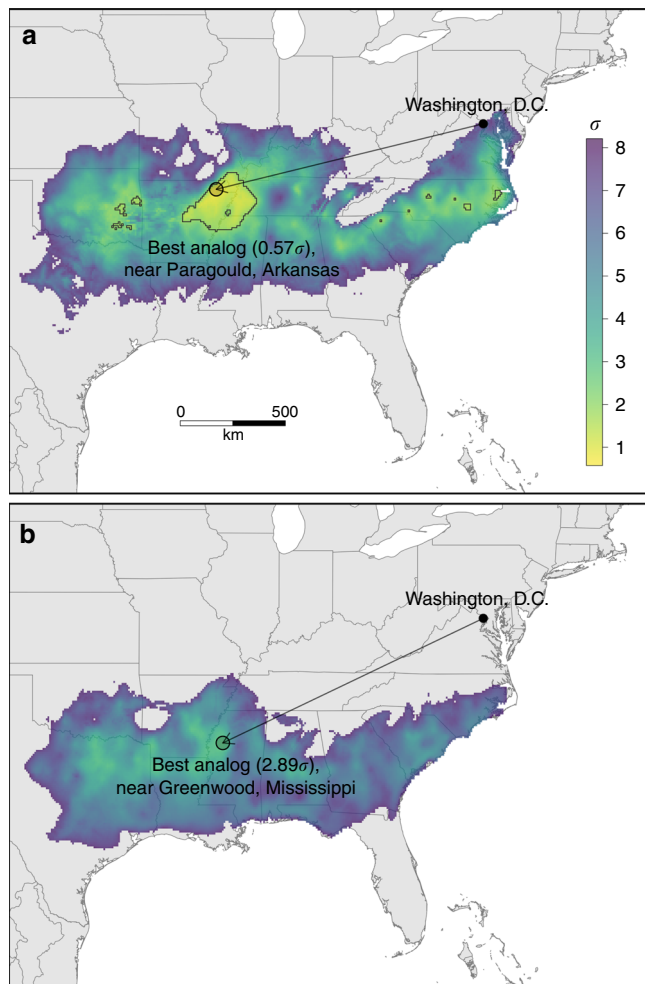 a
Washington, D.C.
σ
8
7
6
5
4
3
2
1
Best analog (0.57σ),
near Paragould, Arkansas
0 500
km
b
Washington, D.C.
Best analog (2.89σ),
near Greenwood, Mississippi